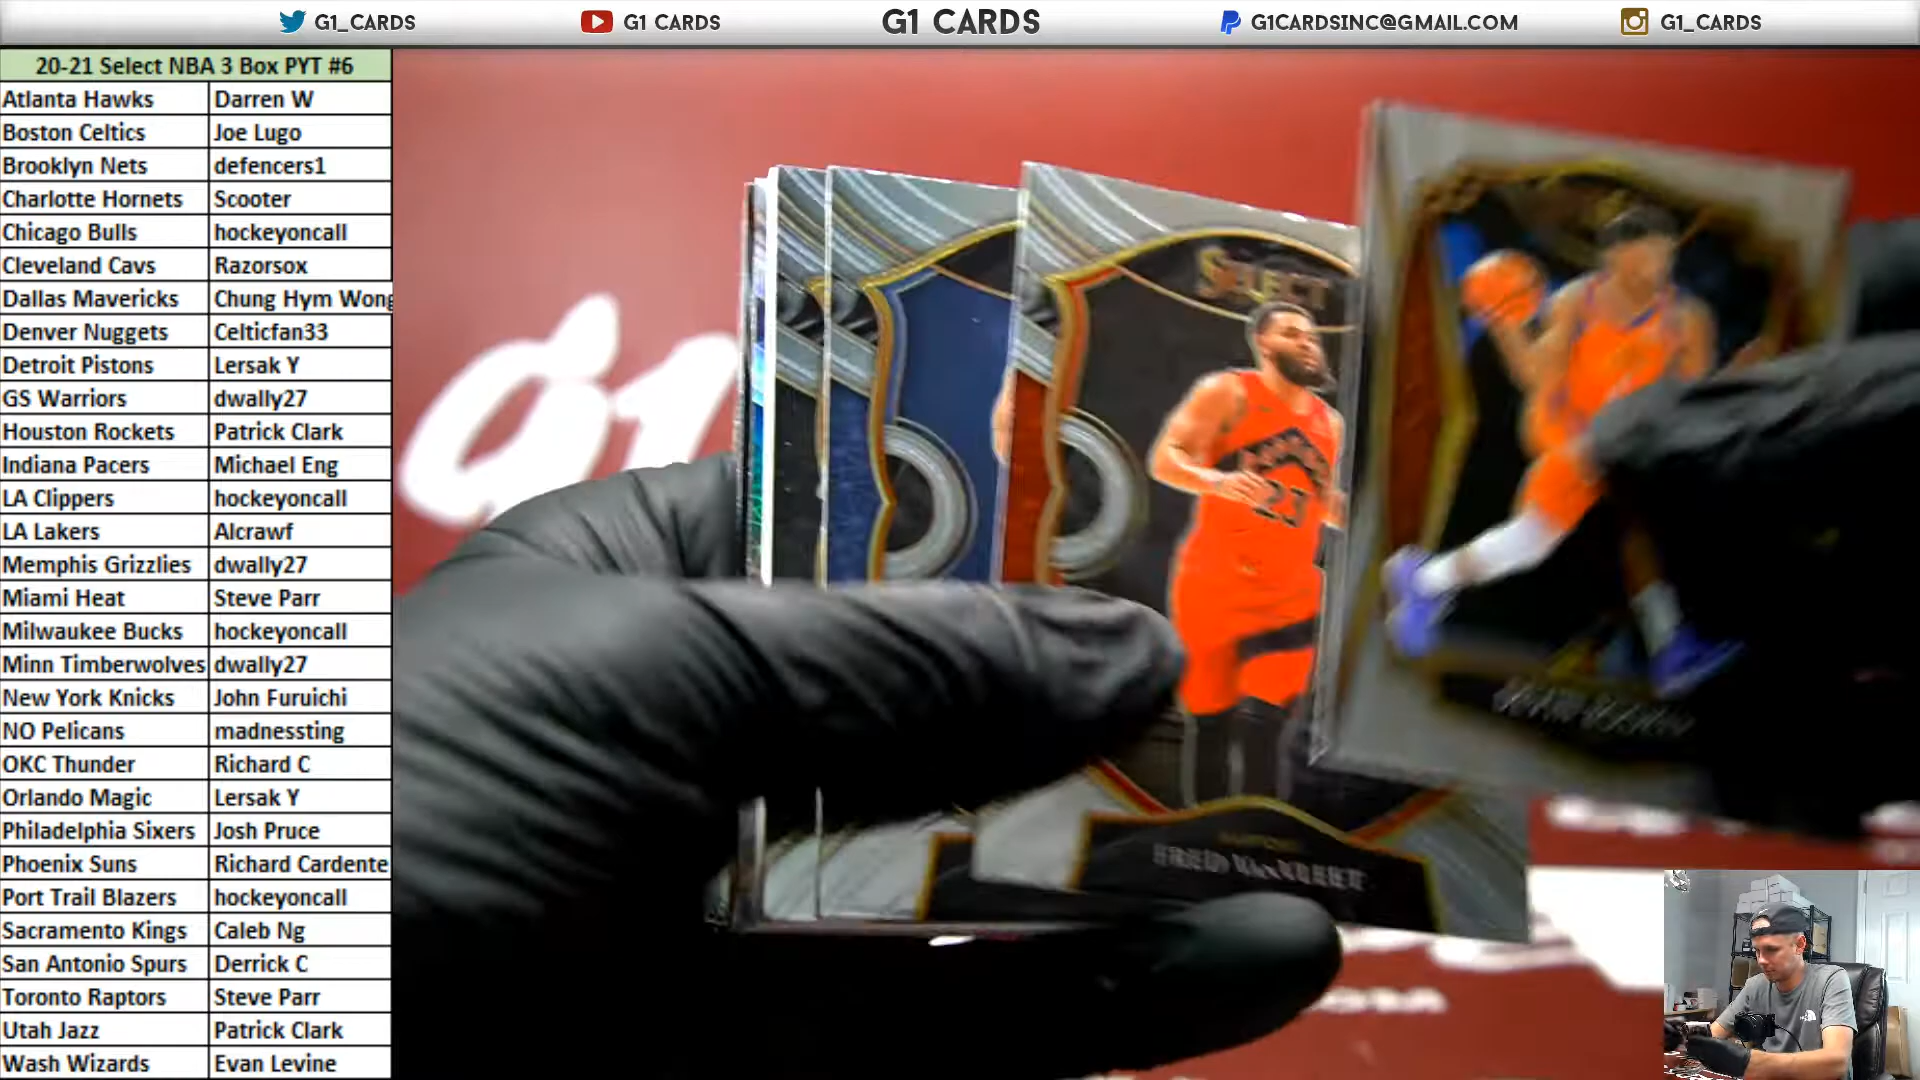 G1_CARDS
G1 CARDS
G1 CARDS
G1CARDSINC@GMAIL.COM
G1_CARDS
20-21 Select NBA 3 Box PYT #6
Atlanta Hawks Darren W
Boston Celtics Joe Lugo
Brooklyn Nets defencers1
Charlotte Hornets Scooter
Chicago Bulls hockeyoncall
Cleveland Cavs Razorsox
Dallas Mavericks Chung Hym Wong
Denver Nuggets Celticfan33
Detroit Pistons Lersak Y
GS Warriors dwally27
Houston Rockets Patrick Clark
Indiana Pacers Michael Eng
LA Clippers hockeyoncall
LA Lakers Alcrawf
Memphis Grizzlies dwally27
Miami Heat Steve Parr
Milwaukee Bucks hockeyoncall
Minn Timberwolves dwally27
New York Knicks John Furuichi
NO Pelicans madnessting
OKC Thunder Richard C
Orlando Magic Lersak Y
Philadelphia Sixers Josh Pruce
Phoenix Suns Richard Cardente
Port Trail Blazers hockeyoncall
Sacramento Kings Caleb Ng
San Antonio Spurs Derrick C
Toronto Raptors Steve Parr
Utah Jazz Patrick Clark
Wash Wizards Evan Levine
g1
SELECT
23
FRED VANVLEET